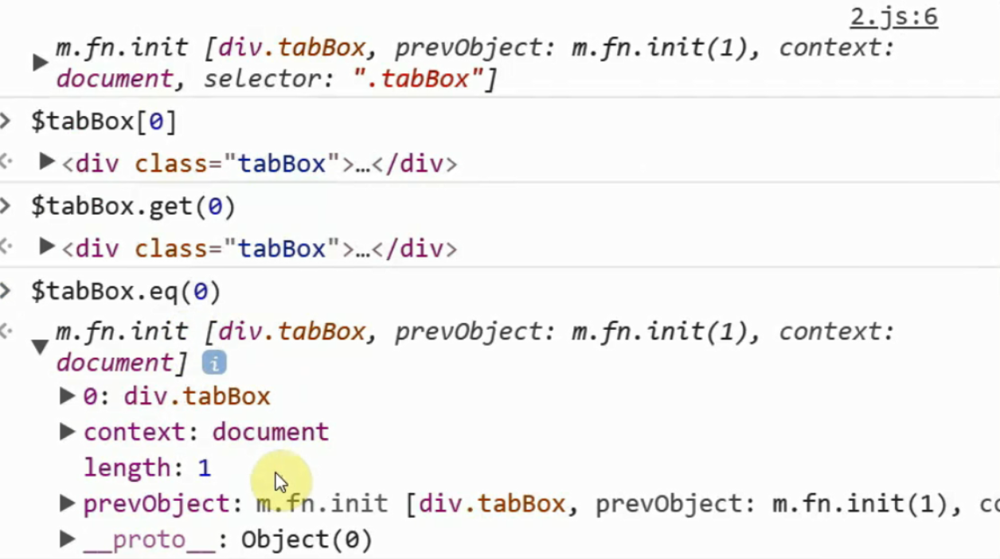 2.js:6
m.fn.init [div.tabBox, prevObject: m.fn.init(1), context:
document, selector: ".tabBox"]
$tabBox[0]
<div class="tabBox">…</div>
$tabBox.get(0)
<div class="tabBox">…</div>
$tabBox.eq(0)
m.fn.init [div.tabBox, prevObject: m.fn.init(1), context:
document] i
0: div.tabBox
context: document
length: 1
prevObject: m.fn.init [div.tabBox, prevObject: m.fn.init(1),
__proto__: Object(0)